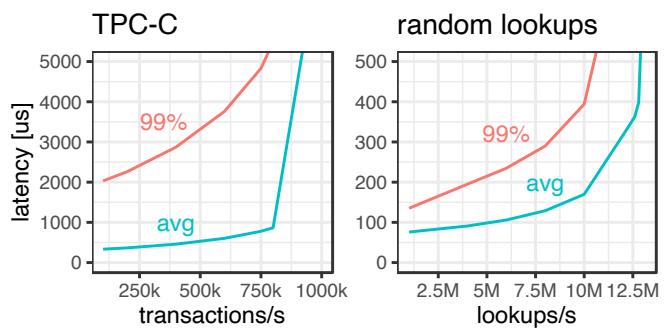 TPC-C
random lookups
latency [us]
5000
4000
3000
2000
1000
0
99%
avg
250k 500k 750k 1000k
transactions/s
500
400
300
200
100
0
99%
avg
2.5M 5M 7.5M 10M 12.5M
lookups/s